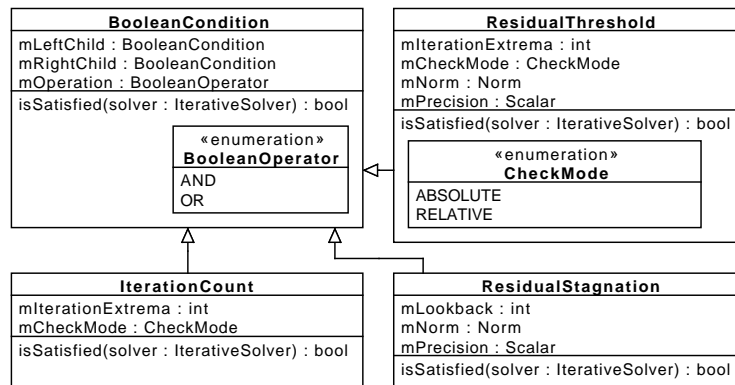 BooleanCondition
mLeftChild : BooleanCondition
mRightChild : BooleanCondition
mOperation : BooleanOperator
isSatisfied(solver : IterativeSolver) : bool
«enumeration»
BooleanOperator
AND
OR
ResidualThreshold
mIterationExtrema : int
mCheckMode : CheckMode
mNorm : Norm
mPrecision : Scalar
isSatisfied(solver : IterativeSolver) : bool
«enumeration»
CheckMode
ABSOLUTE
RELATIVE
IterationCount
mIterationExtrema : int
mCheckMode : CheckMode
isSatisfied(solver : IterativeSolver) : bool
ResidualStagnation
mLookback : int
mNorm : Norm
mPrecision : Scalar
isSatisfied(solver : IterativeSolver) : bool